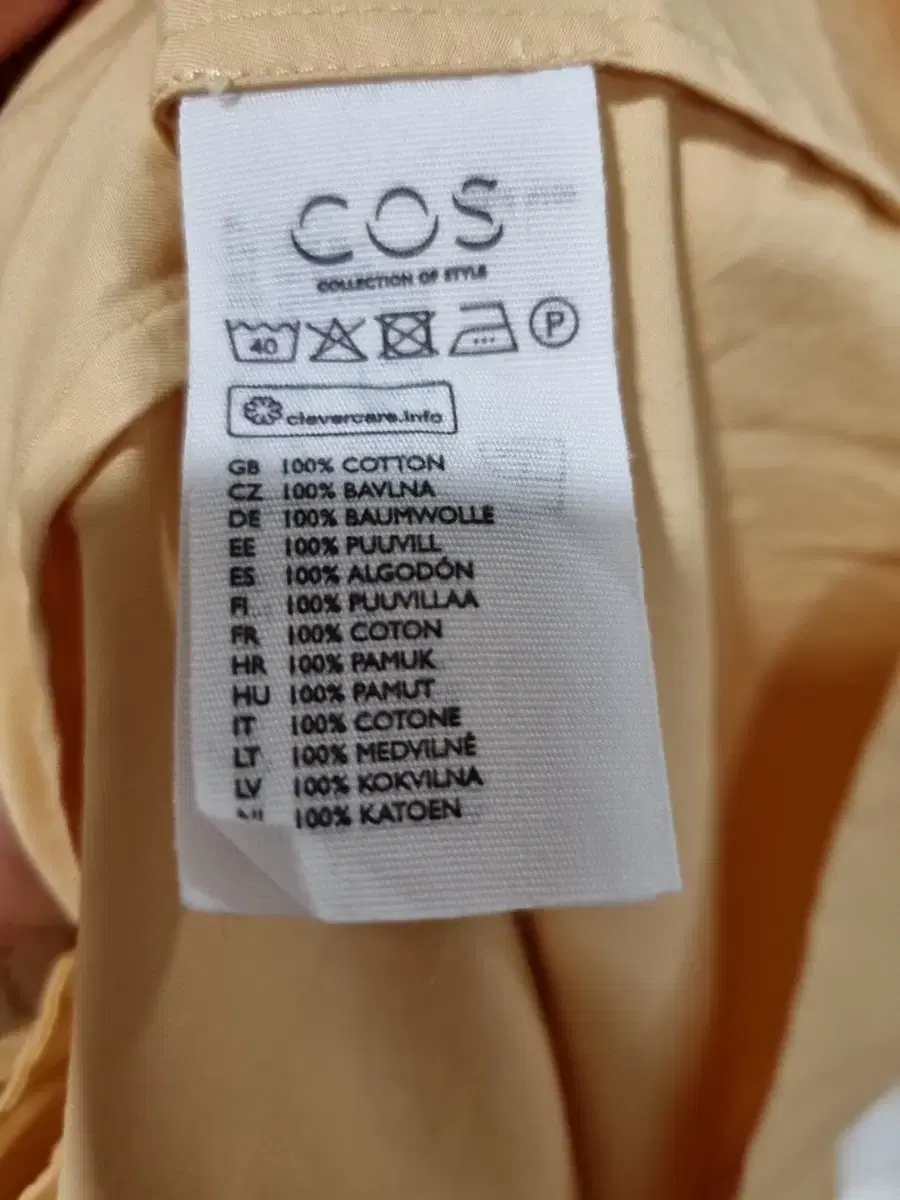 COS
COLLECTION OF STYLE
40 P
clevercare.info
GB 100% COTTON
CZ 100% BAVLNA
DE 100% BAUMWOLLE
EE 100% PUUVILL
ES 100% ALGODÓN
FI 100% PUUVILLAA
FR 100% COTON
HR 100% PAMUK
HU 100% PAMUT
IT 100% COTONE
LT 100% MEDVILNĖ
LV 100% KOKVILNA
100% KATOEN